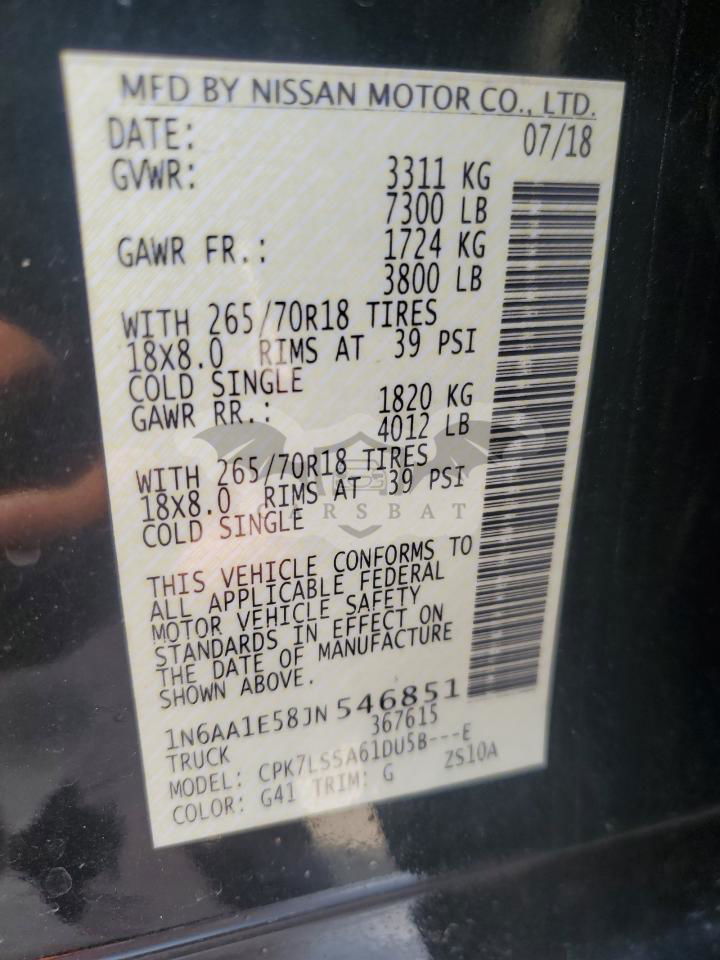 MFD BY NISSAN MOTOR CO., LTD.
DATE: 07/18
GVWR: 3311 KG
7300 LB
GAWR FR.: 1724 KG
3800 LB
WITH 265/70R18 TIRES
18X8.0 RIMS AT 39 PSI
COLD SINGLE
GAWR RR.: 1820 KG
4012 LB
WITH 265/70R18 TIRES
18X8.0 RIMS AT 39 PSI
COLD SINGLE
CARSBAT
THIS VEHICLE CONFORMS TO
ALL APPLICABLE FEDERAL
MOTOR VEHICLE SAFETY
STANDARDS IN EFFECT ON
THE DATE OF MANUFACTURE
SHOWN ABOVE.
1N6AA1E58JN546851
TRUCK 367615
MODEL: CPK7LSSA61DU5B---E
COLOR: G41 TRIM: G ZS10A